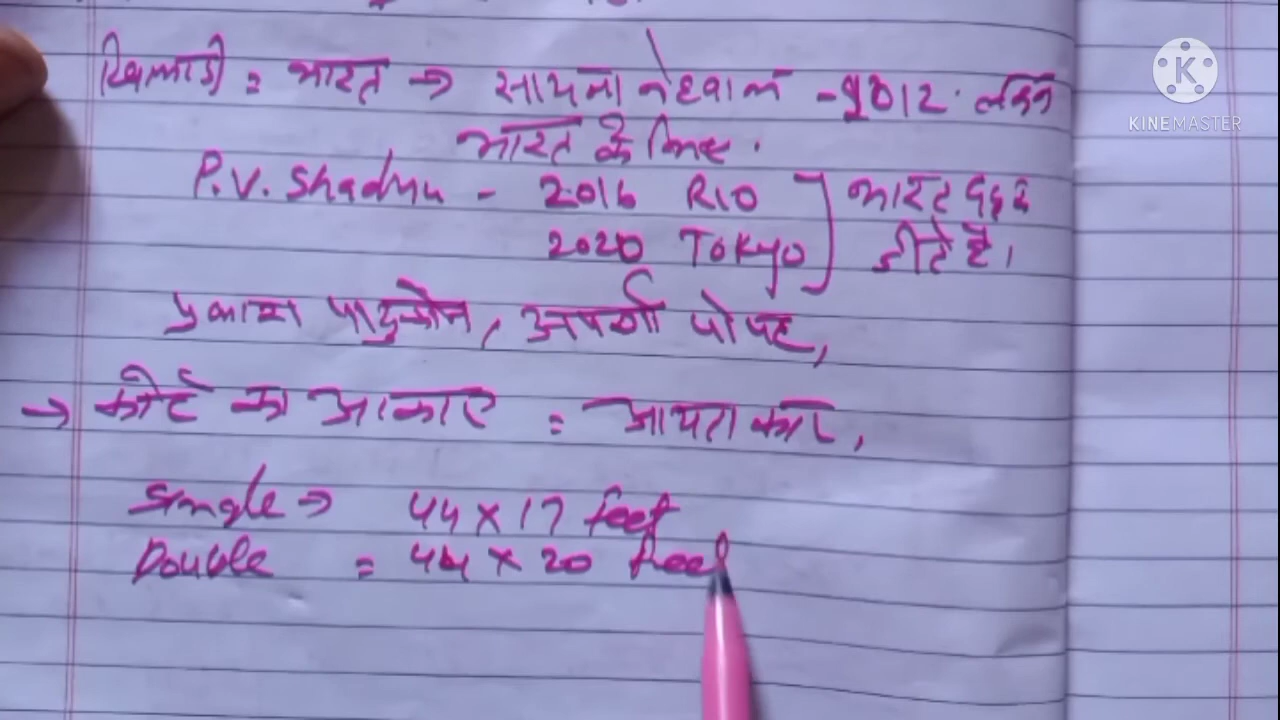 खिलाडी = भारत → सायना नेहवाल - 2012. लंदन
भारत के लिए.
P.V. Shadhu - 2016 RIO
2020 TOKYO
भारत पदक
जीते है।
प्रकाश पादुकोन, अपर्णा पोपट,
→ कोर्ट का आकार = आयताकार,
Single → 44 x 17 feet
Double = 44 x 20 feet
KINEMASTER